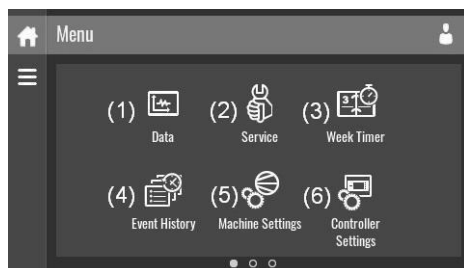 Menu
(1) (2) (3)
Data Service Week Timer
(4) (5) (6)
Event History Machine Settings Controller
Settings